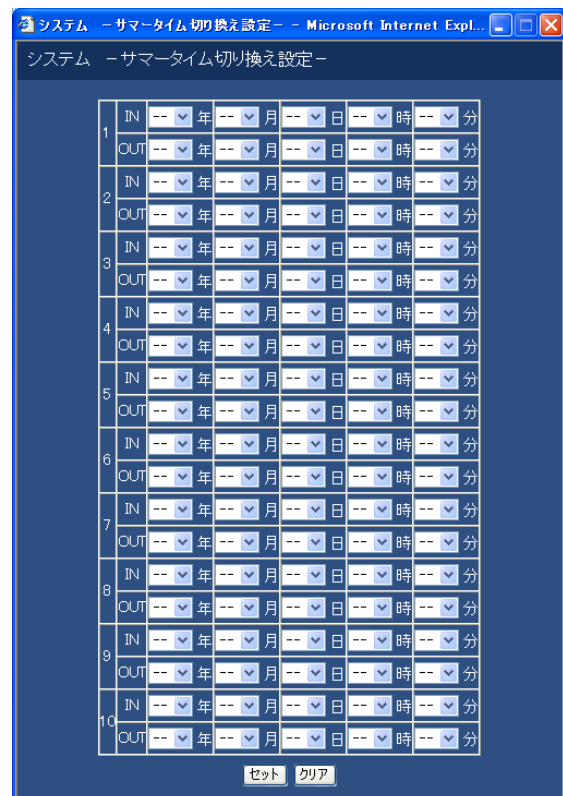 システム －サマータイム切り換え設定－ - Microsoft Internet Expl...
システム －サマータイム切り換え設定－
1 IN -- 年 -- 月 -- 日 -- 時 -- 分
OUT -- 年 -- 月 -- 日 -- 時 -- 分
2 IN -- 年 -- 月 -- 日 -- 時 -- 分
OUT -- 年 -- 月 -- 日 -- 時 -- 分
3 IN -- 年 -- 月 -- 日 -- 時 -- 分
OUT -- 年 -- 月 -- 日 -- 時 -- 分
4 IN -- 年 -- 月 -- 日 -- 時 -- 分
OUT -- 年 -- 月 -- 日 -- 時 -- 分
5 IN -- 年 -- 月 -- 日 -- 時 -- 分
OUT -- 年 -- 月 -- 日 -- 時 -- 分
6 IN -- 年 -- 月 -- 日 -- 時 -- 分
OUT -- 年 -- 月 -- 日 -- 時 -- 分
7 IN -- 年 -- 月 -- 日 -- 時 -- 分
OUT -- 年 -- 月 -- 日 -- 時 -- 分
8 IN -- 年 -- 月 -- 日 -- 時 -- 分
OUT -- 年 -- 月 -- 日 -- 時 -- 分
9 IN -- 年 -- 月 -- 日 -- 時 -- 分
OUT -- 年 -- 月 -- 日 -- 時 -- 分
10 IN -- 年 -- 月 -- 日 -- 時 -- 分
OUT -- 年 -- 月 -- 日 -- 時 -- 分
セット クリア